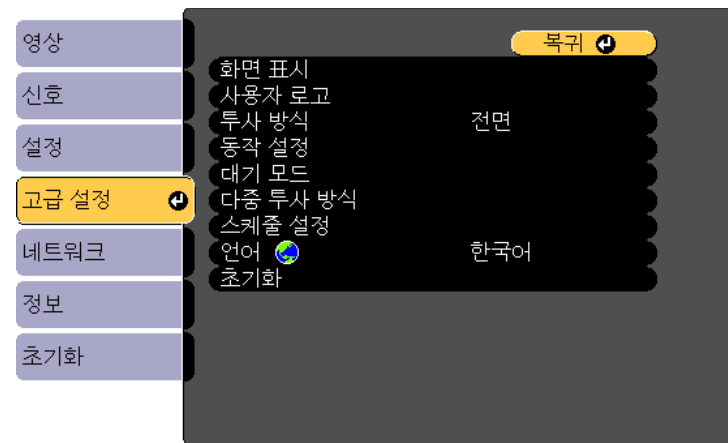 영상
신호
설정
고급 설정
네트워크
정보
초기화
복귀
화면 표시
사용자 로고
투사 방식 전면
동작 설정
대기 모드
다중 투사 방식
스케줄 설정
언어 한국어
초기화